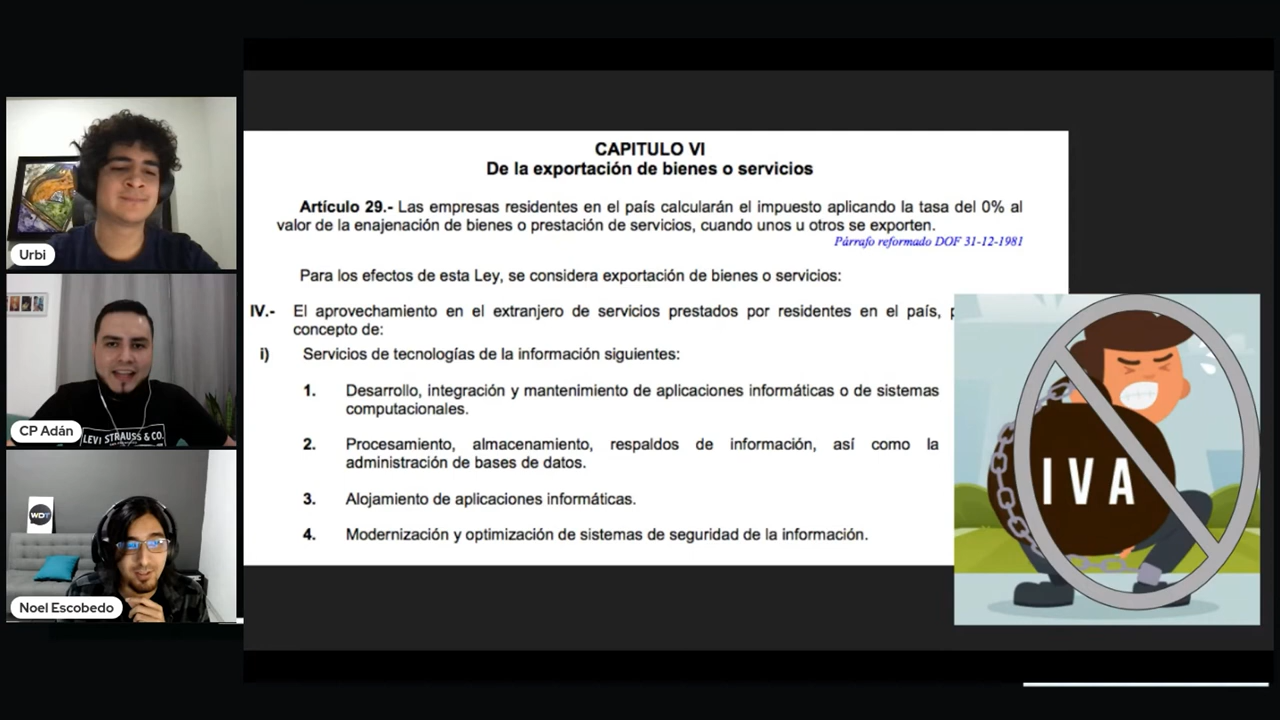 Urbi
LEVI STRAUSS & CO.
CP Adán
WDT
Noel Escobedo
CAPITULO VI
De la exportación de bienes o servicios
Artículo 29.- Las empresas residentes en el país calcularán el impuesto aplicando la tasa del 0% al
valor de la enajenación de bienes o prestación de servicios, cuando unos u otros se exporten.
Párrafo reformado DOF 31-12-1981
Para los efectos de esta Ley, se considera exportación de bienes o servicios:
IV.- El aprovechamiento en el extranjero de servicios prestados por residentes en el país,
concepto de:
i) Servicios de tecnologías de la información siguientes:
1. Desarrollo, integración y mantenimiento de aplicaciones informáticas o de sistemas
computacionales.
2. Procesamiento, almacenamiento, respaldos de información, así como la
administración de bases de datos.
3. Alojamiento de aplicaciones informáticas.
4. Modernización y optimización de sistemas de seguridad de la información.
IVA